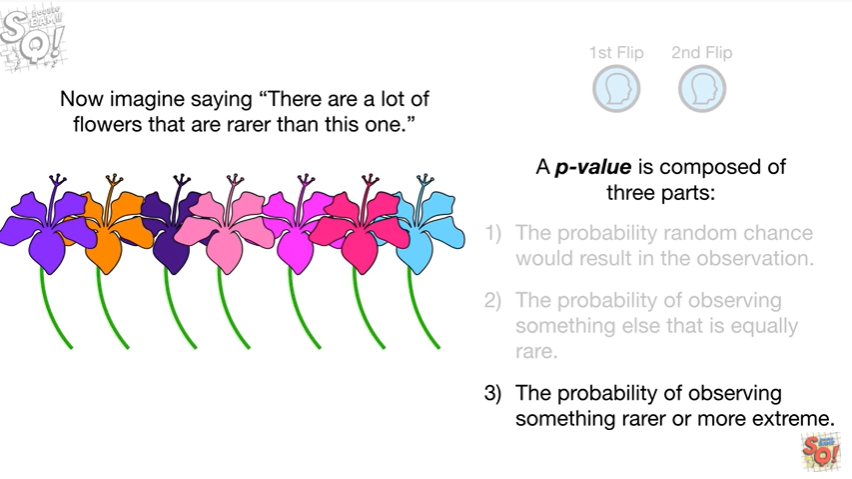 SQ!
DOUBLE
BAM!!!
1st Flip 2nd Flip
Now imagine saying “There are a lot of
flowers that are rarer than this one.”
A p-value is composed of
three parts:
1) The probability random chance
would result in the observation.
2) The probability of observing
something else that is equally
rare.
3) The probability of observing
something rarer or more extreme.
SQ!